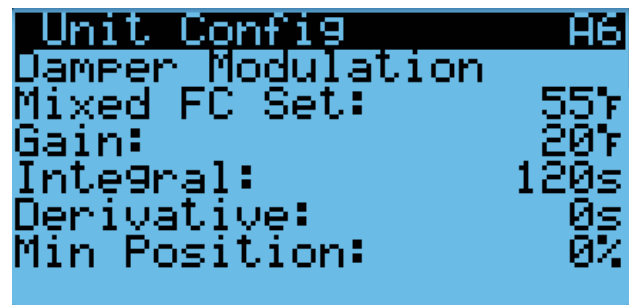 Unit Config A6
Damper Modulation
Mixed FC Set: 55°F
Gain: 20°F
Integral: 120s
Derivative: 0s
Min Position: 0%